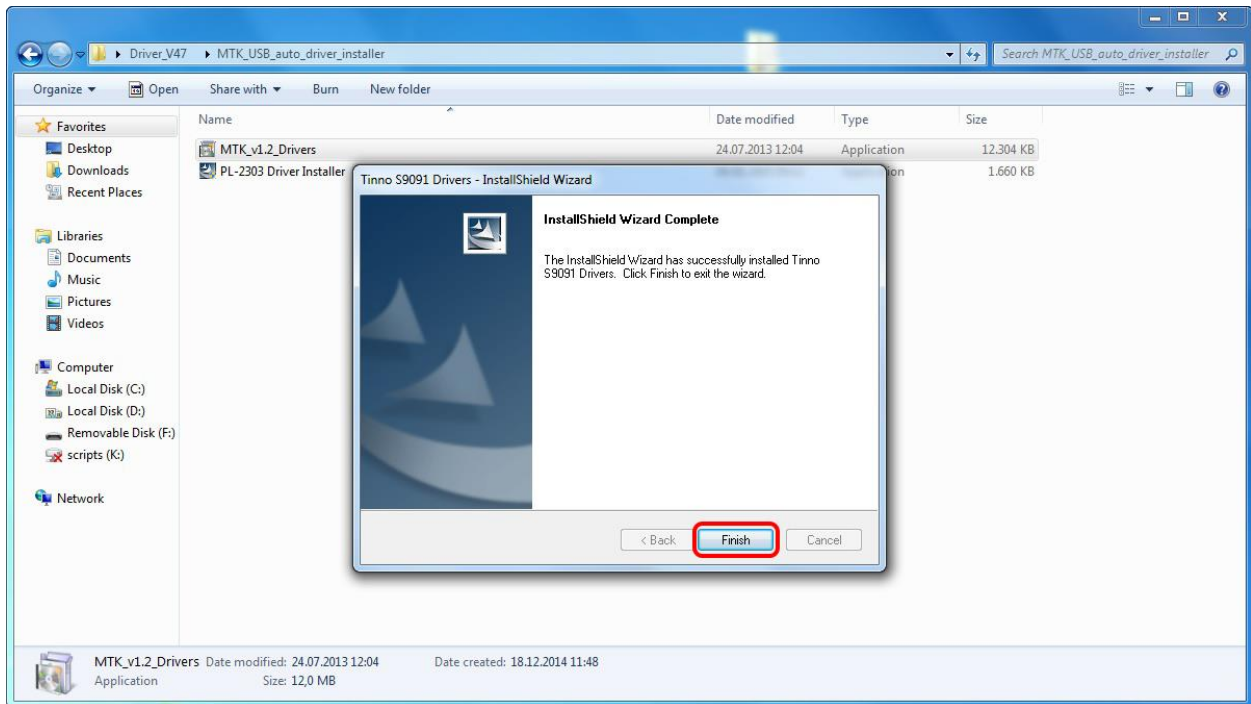 Driver_V47 MTK_USB_auto_driver_installer
Search MTK_USB_auto_driver_installer
Organize Open Share with Burn New folder
Name Date modified Type Size
Favorites
Desktop
Downloads
Recent Places
Libraries
Documents
Music
Pictures
Videos
Computer
Local Disk (C:)
Local Disk (D:)
Removable Disk (F:)
scripts (K:)
Network
MTK_v1.2_Drivers 24.07.2013 12:04 Application 12.304 KB
PL-2303 Driver Installer 1.660 KB
Tinno S9091 Drivers - InstallShield Wizard
InstallShield Wizard Complete
The InstallShield Wizard has successfully installed Tinno
S9091 Drivers. Click Finish to exit the wizard.
< Back Finish Cancel
MTK_v1.2_Drivers Date modified: 24.07.2013 12:04 Date created: 18.12.2014 11:48
Application Size: 12,0 MB